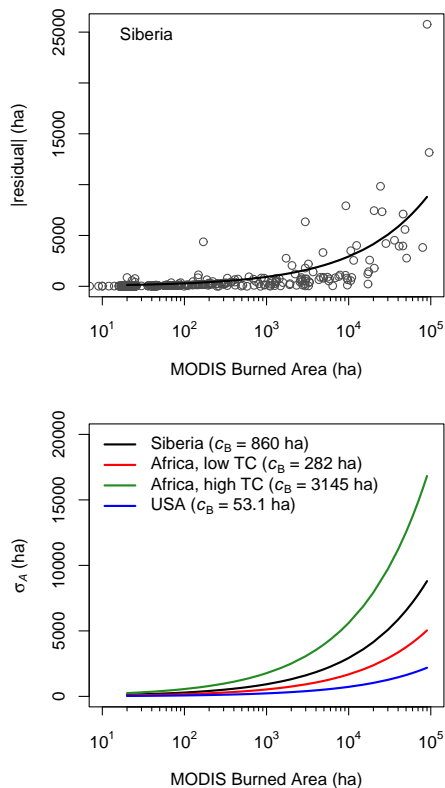 Siberia
25000
15000
5000
0
|residual| (ha)
10^1 10^2 10^3 10^4 10^5
MODIS Burned Area (ha)
Siberia (c_B = 860 ha)
Africa, low TC (c_B = 282 ha)
Africa, high TC (c_B = 3145 ha)
USA (c_B = 53.1 ha)
20000
15000
10000
5000
0
σ_A (ha)
10^1 10^2 10^3 10^4 10^5
MODIS Burned Area (ha)